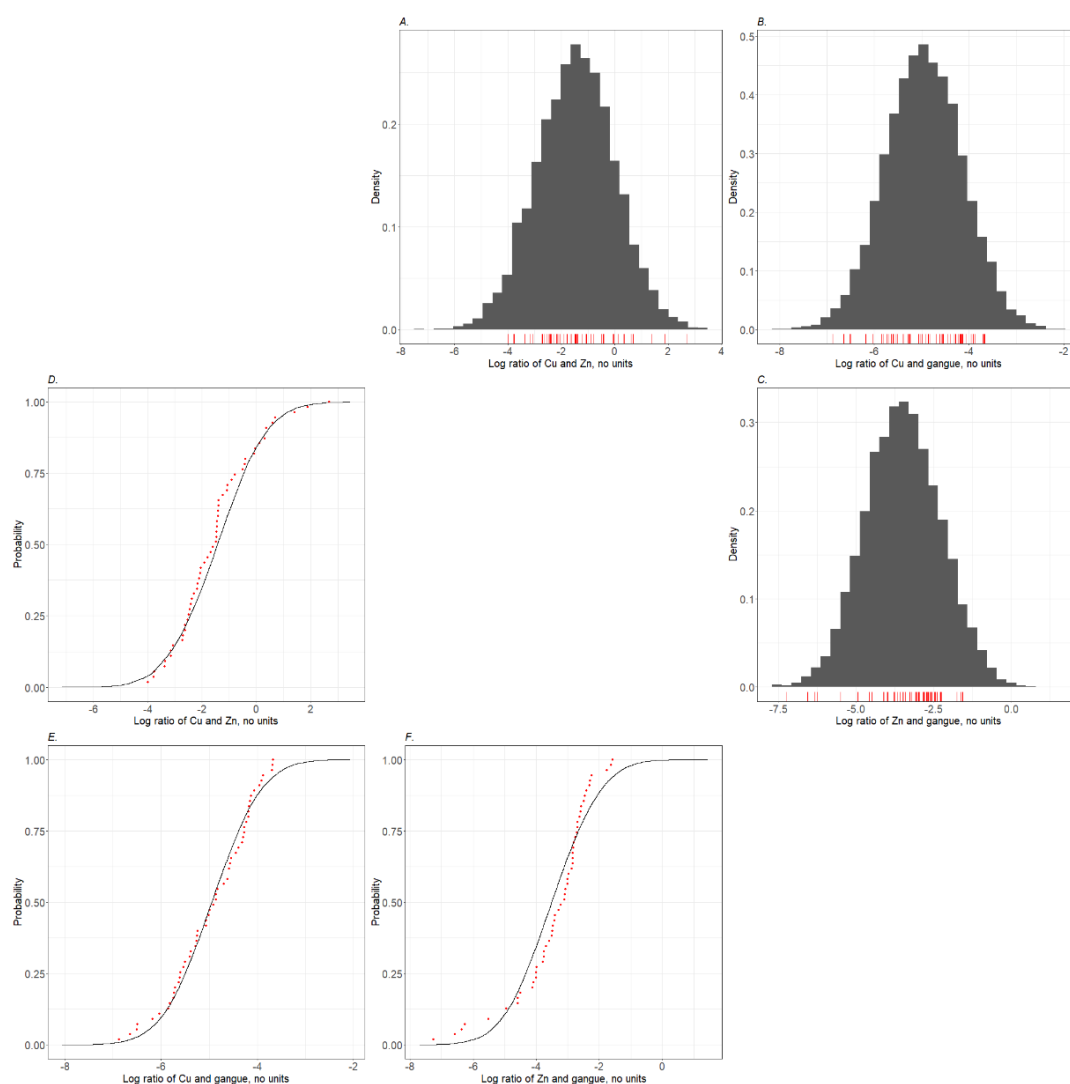 A.
0.2
0.1
0.0
Density
-8 -6 -4 -2 0 2 4
Log ratio of Cu and Zn, no units
B.
0.5
0.4
0.3
0.2
0.1
0.0
Density
-8 -6 -4 -2
Log ratio of Cu and gangue, no units
D.
1.00
0.75
0.50
0.25
0.00
Probability
-6 -4 -2 0 2
Log ratio of Cu and Zn, no units
C.
0.3
0.2
0.1
0.0
Density
-7.5 -5.0 -2.5 0.0
Log ratio of Zn and gangue, no units
E.
1.00
0.75
0.50
0.25
0.00
Probability
-8 -6 -4 -2
Log ratio of Cu and gangue, no units
F.
1.00
0.75
0.50
0.25
0.00
Probability
-8 -6 -4 -2 0
Log ratio of Zn and gangue, no units